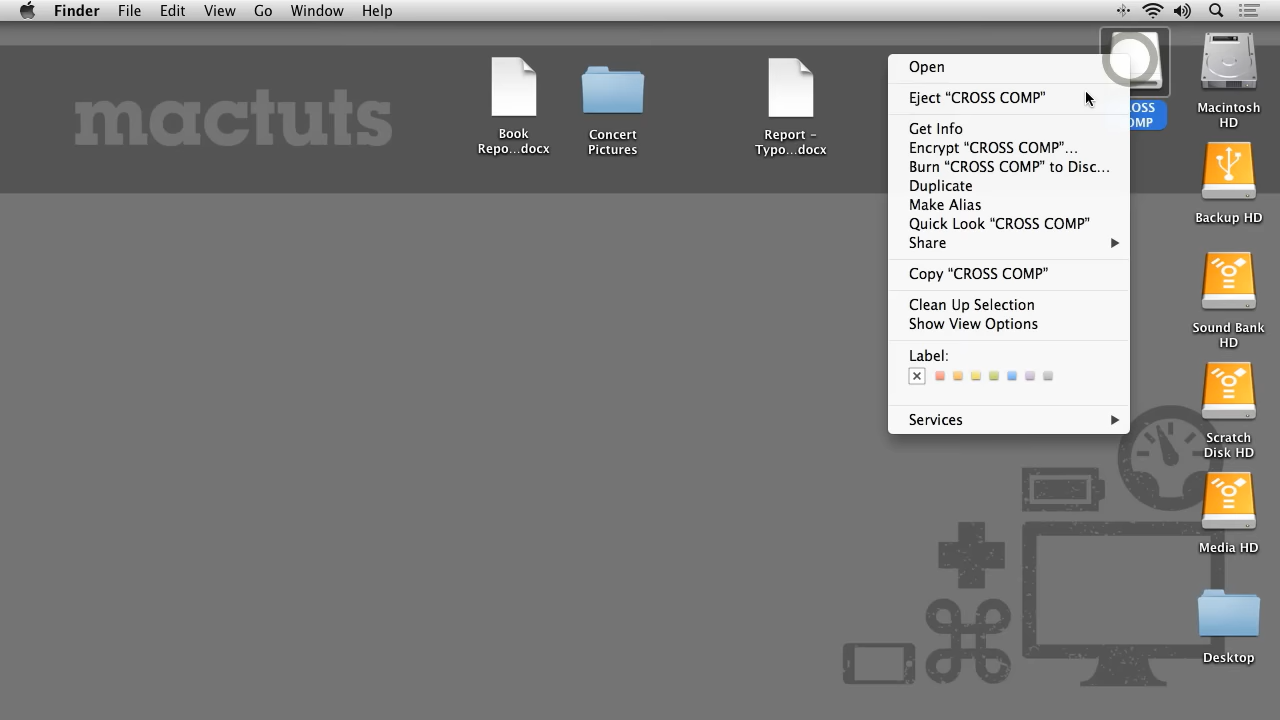 Finder File Edit View Go Window Help
mactuts
Book
Repo...docx
Concert
Pictures
Report –
Typo...docx
Open
Eject “CROSS COMP”
Get Info
Encrypt “CROSS COMP”...
Burn “CROSS COMP” to Disc...
Duplicate
Make Alias
Quick Look “CROSS COMP”
Share
Copy “CROSS COMP”
Clean Up Selection
Show View Options
Label:
Services
ROSS
OMP
Macintosh
HD
Backup HD
Sound Bank
HD
Scratch
Disk HD
Media HD
Desktop